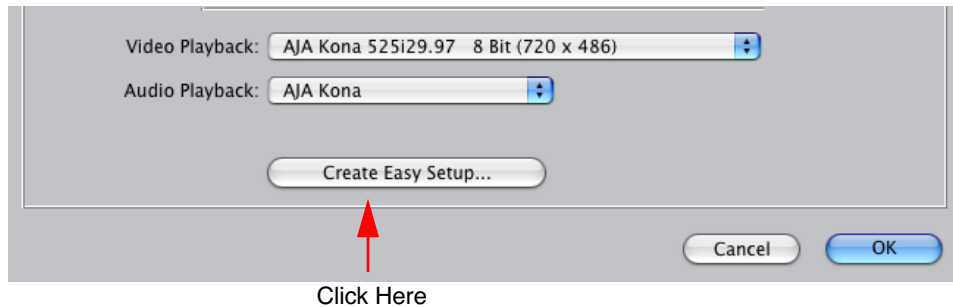 Video Playback: AJA Kona 525i29.97 8 Bit (720 x 486)
Audio Playback: AJA Kona
Create Easy Setup...
Cancel OK
Click Here